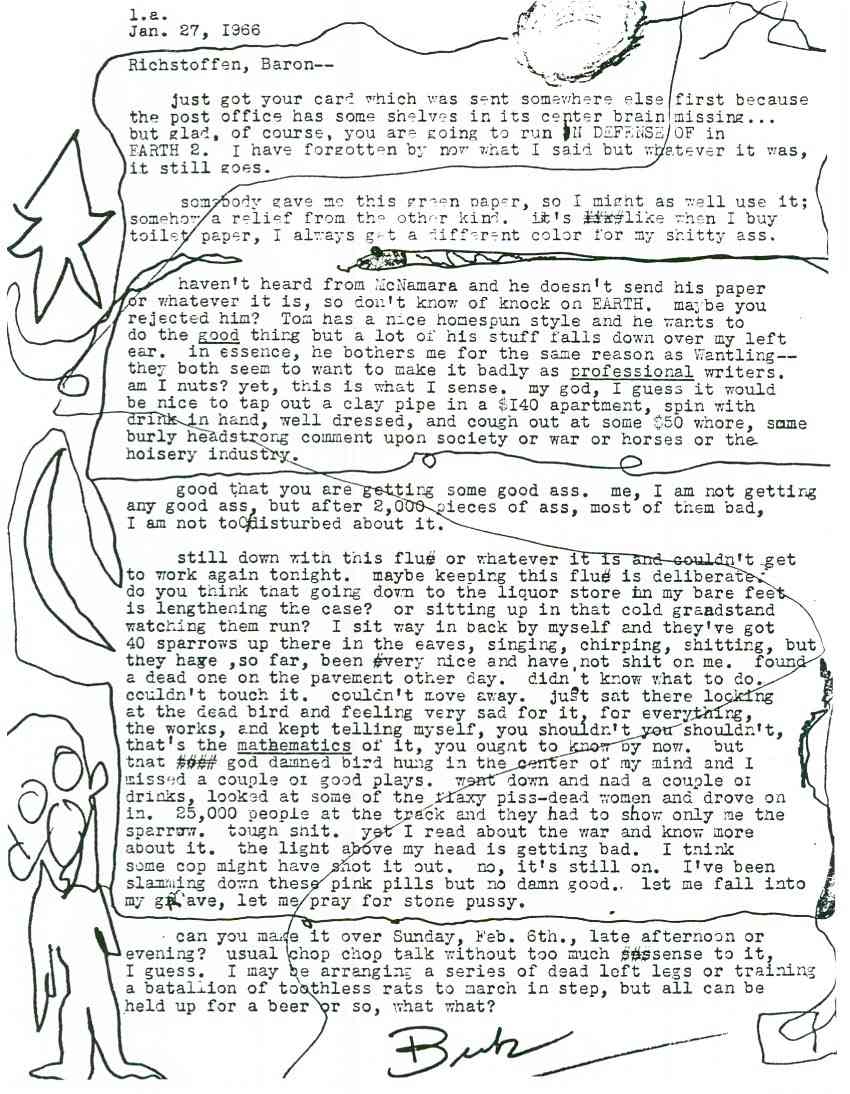 l.a.
Jan. 27, I966
Richstoffen, Baron--
just got your card which was sent somewhere else first because
the post office has some shelves in its center brain missing...
but glad, of course, you are going to run IN DEFENSE OF in
EARTH 2. I have forgotten by now what I said but whatever it was,
it still goes.
somebody gave me this green paper, so I might as well use it;
somehow a relief from the other kind. it's like when I buy
toilet paper, I always get a different color for my shitty ass.
haven't heard from McNamara and he doesn't send his paper
or whatever it is, so don't know of knock on EARTH. maybe you
rejected him? Tom has a nice homespun style and he wants to
do the good thing but a lot of his stuff falls down over my left
ear. in essence, he bothers me for the same reason as Wantling--
they both seem to want to make it badly as professional writers.
am I nuts? yet, this is what I sense. my god, I guess it would
be nice to tap out a clay pipe in a $I40 apartment, spin with
drink in hand, well dressed, and cough out at some $50 whore, some
burly headstrong comment upon society or war or horses or the
hoisery industry.
good that you are getting some good ass. me, I am not getting
any good ass, but after 2,000 pieces of ass, most of them bad,
I am not too disturbed about it.
still down with this flu or whatever it is and couldn't get
to work again tonight. maybe keeping this flu is deliberate.
do you think that going down to the liquor store in my bare feet
is lengthening the case? or sitting up in that cold grandstand
watching them run? I sit way in back by myself and they've got
40 sparrows up there in the eaves, singing, chirping, shitting, but
they have ,so far, been very nice and have not shit on me. found
a dead one on the pavement other day. didn't know what to do.
couldn't touch it. couldn't move away. just sat there looking
at the dead bird and feeling very sad for it, for everything,
the works, and kept telling myself, you shouldn't you shouldn't,
that's the mathematics of it, you ought to know by now. but
that god damned bird hung in the center of my mind and I
missed a couple of good plays. went down and had a couple of
drinks, looked at some of the flaxy piss-dead women and drove on
in. 25,000 people at the track and they had to show only me the
sparrow. tough shit. yet I read about the war and know more
about it. the light above my head is getting bad. I think
some cop might have shot it out. no, it's still on. I've been
slamming down these pink pills but no damn good.. let me fall into
my grave, let me pray for stone pussy.
can you make it over Sunday, Feb. 6th., late afternoon or
evening? usual chop chop talk without too much sense to it,
I guess. I may be arranging a series of dead left legs or training
a batallion of toothless rats to march in step, but all can be
held up for a beer or so, what what?
Buk